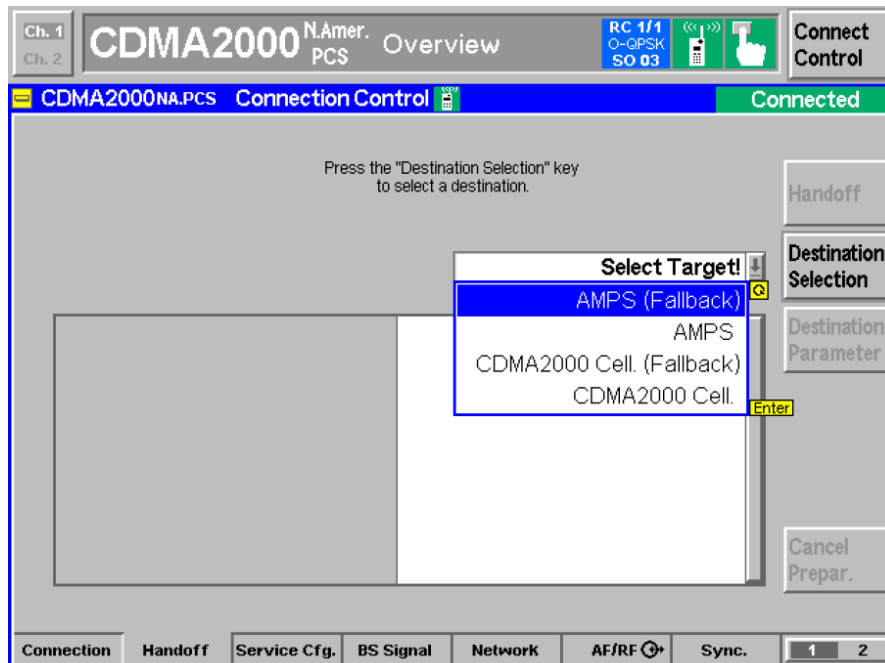 Ch. 1
Ch. 2
CDMA2000 N.Amer. PCS Overview
RC 1/1
O-QPSK
SO 03
Connect
Control
CDMA2000NA.PCS Connection Control
Connected
Press the "Destination Selection" key
to select a destination.
Handoff
Select Target!
Destination
Selection
AMPS (Fallback)
AMPS
CDMA2000 Cell. (Fallback)
CDMA2000 Cell.
Enter
Destination
Parameter
Cancel
Prepar.
Connection Handoff Service Cfg. BS Signal Network AF/RF Sync. 1 2